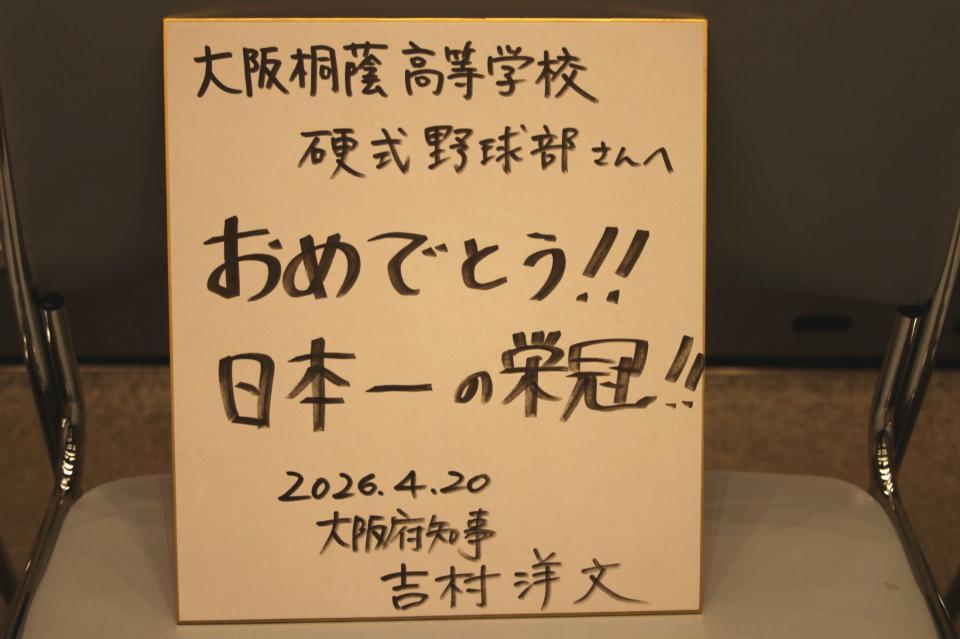 大阪桐蔭高等学校
硬式野球部さんへ
おめでとう!!
日本一の栄冠!!
2026.4.20
大阪府知事
吉村洋文